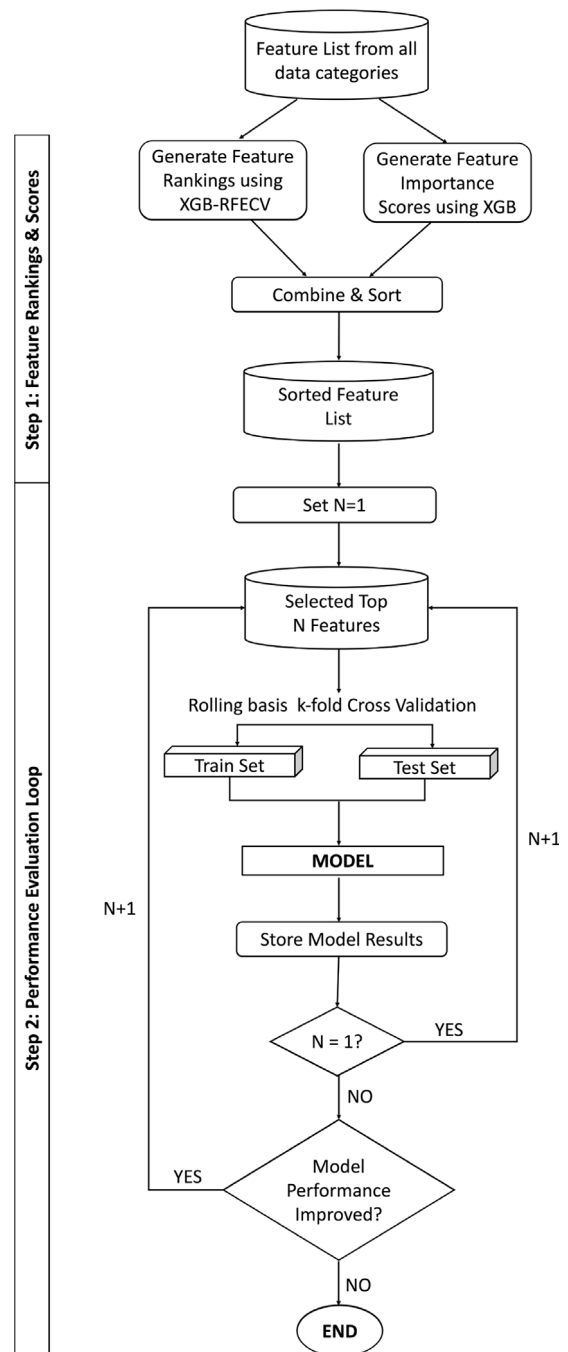 Feature List from all
data categories
Step 1: Feature Rankings & Scores
Generate Feature
Rankings using
XGB-RFECV
Generate Feature
Importance
Scores using XGB
Combine & Sort
Sorted Feature
List
Step 2: Performance Evaluation Loop
Set N=1
Selected Top
N Features
Rolling basis k-fold Cross Validation
Train Set
Test Set
MODEL
N+1
N+1
Store Model Results
N = 1?
YES
NO
Model
Performance
Improved?
YES
NO
END